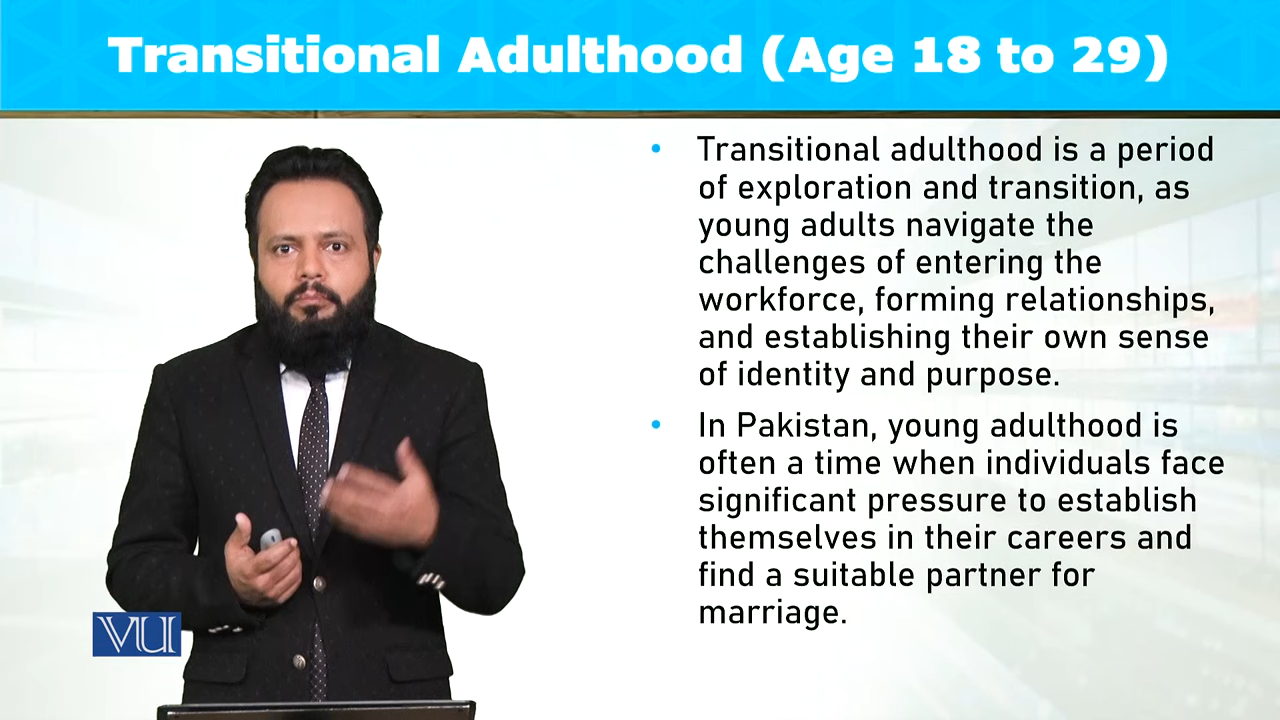 Transitional Adulthood (Age 18 to 29)
• Transitional adulthood is a period
of exploration and transition, as
young adults navigate the
challenges of entering the
workforce, forming relationships,
and establishing their own sense
of identity and purpose.
• In Pakistan, young adulthood is
often a time when individuals face
significant pressure to establish
themselves in their careers and
find a suitable partner for
marriage.
VU